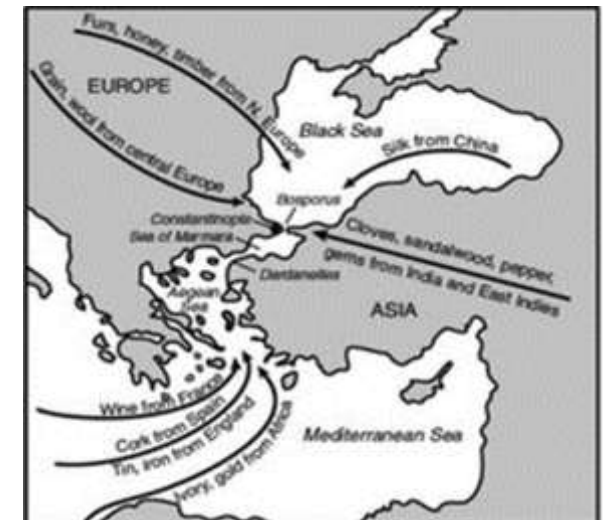 Furs, honey, timber from N. Europe
EUROPE
Grain, wool from central Europe
Black Sea
Silk from China
Bosporus
Constantinople
Sea of Marmara
Cloves, sandalwood, pepper,
gems from India and East Indies
Dardanelles
Aegean
Sea
ASIA
Wine from France
Cork from Spain
Tin, iron from England
Ivory, gold from Africa
Mediterranean Sea